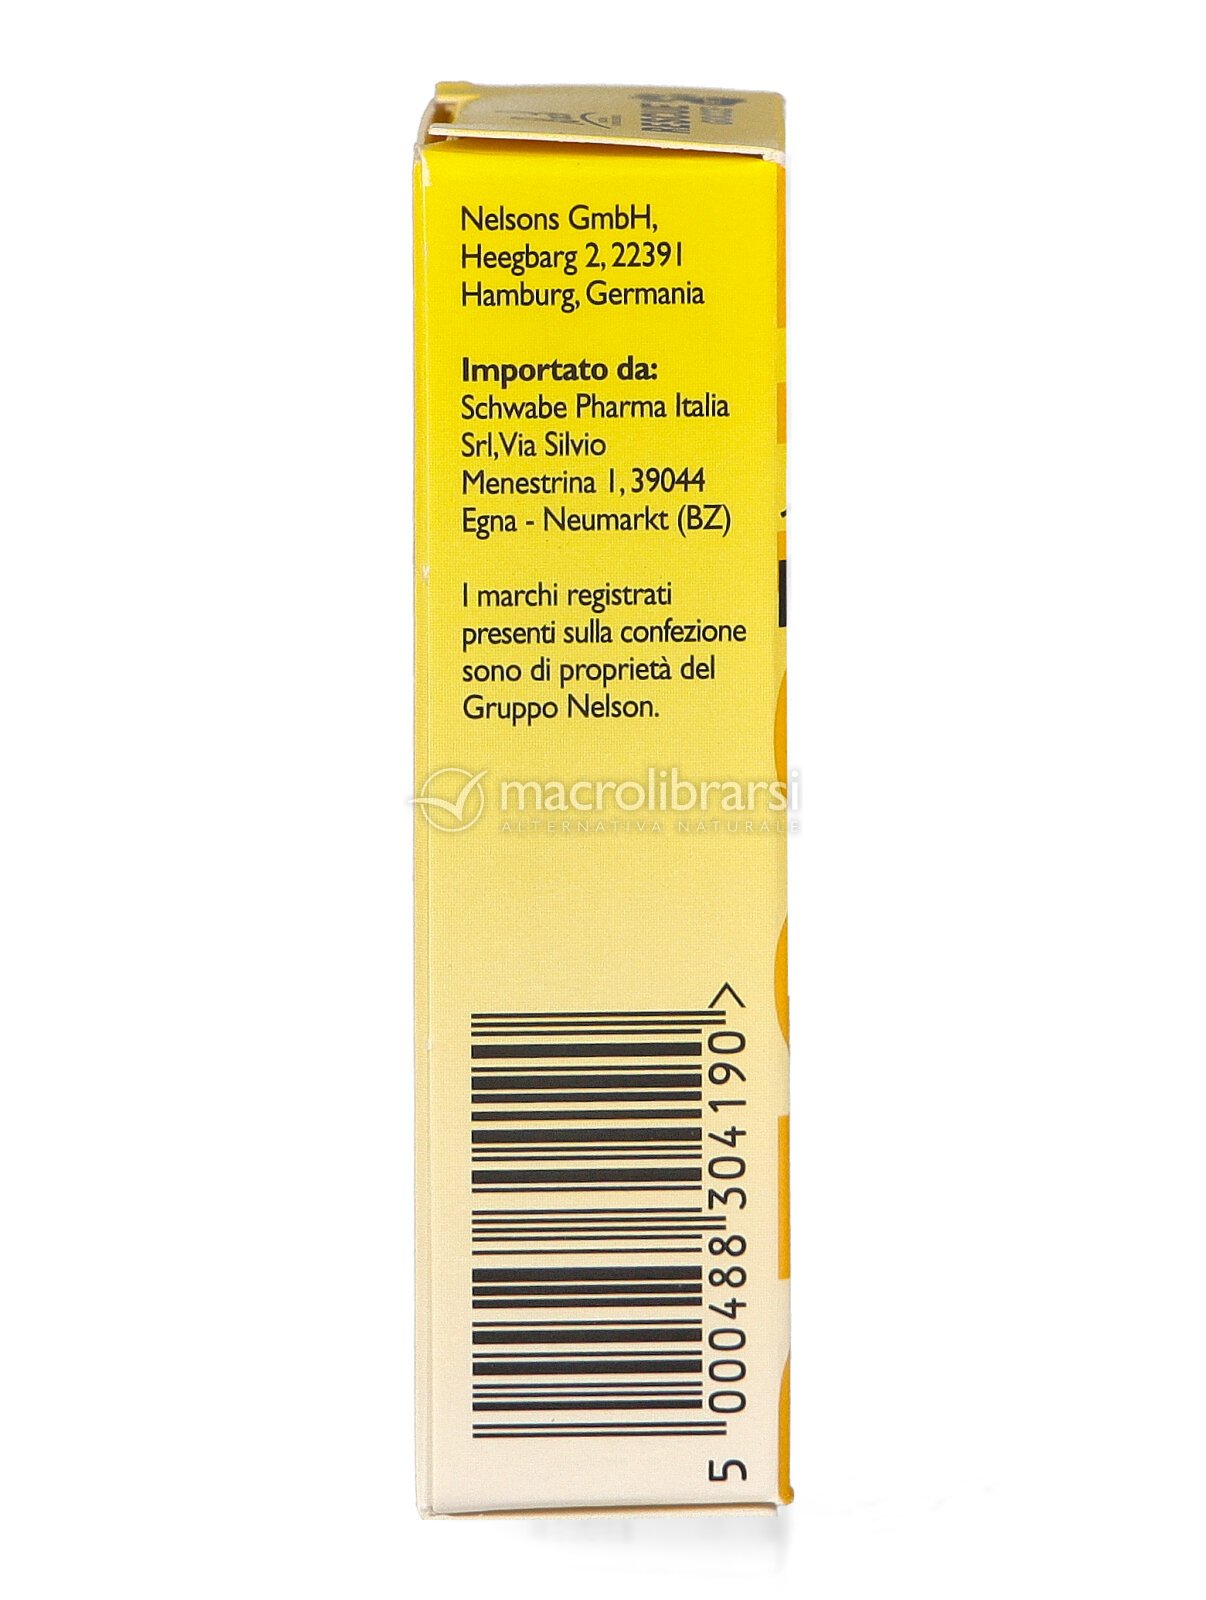 RESCUE
Nelsons GmbH,
Heegbarg 2, 22391
Hamburg, Germania
Importato da:
Schwabe Pharma Italia
Srl, Via Silvio
Menestrina 1, 39044
Egna - Neumarkt (BZ)
I marchi registrati
presenti sulla confezione
sono di proprietà del
Gruppo Nelson.
macrolibrarsi
ALTERNATIVA NATURALE
5 000488 304190 >